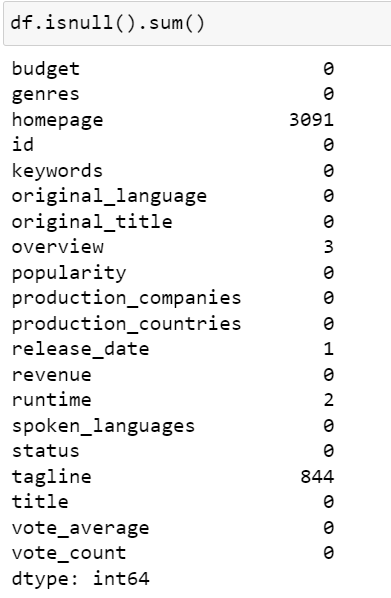 df.isnull().sum()
budget 0
genres 0
homepage 3091
id 0
keywords 0
original_language 0
original_title 0
overview 3
popularity 0
production_companies 0
production_countries 0
release_date 1
revenue 0
runtime 2
spoken_languages 0
status 0
tagline 844
title 0
vote_average 0
vote_count 0
dtype: int64